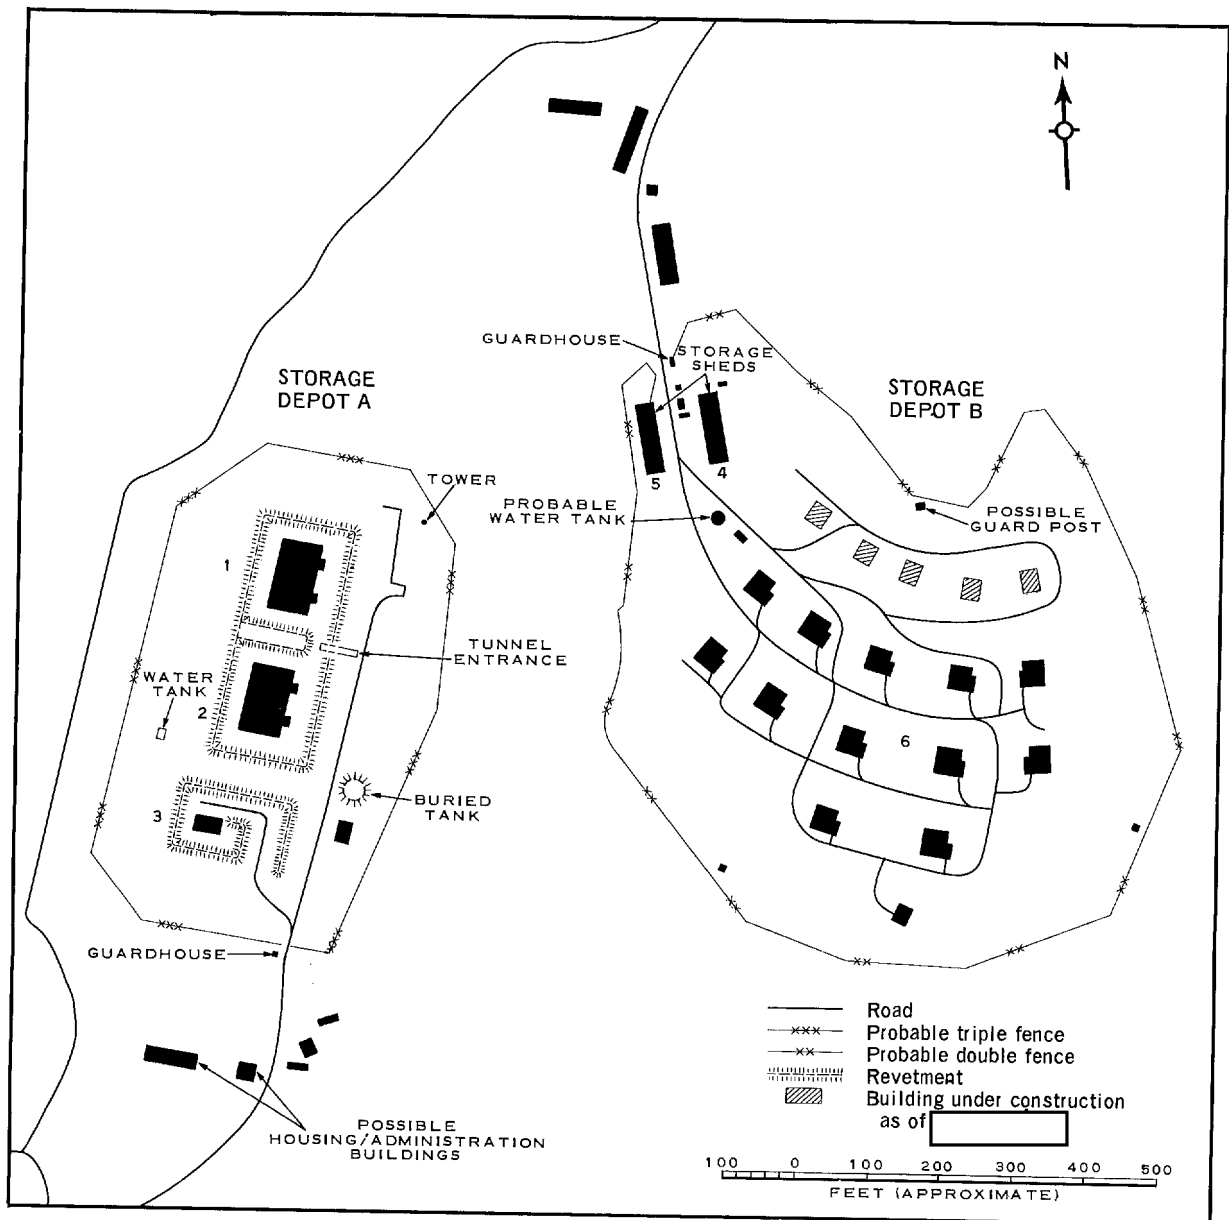 N
GUARDHOUSE
STORAGE
SHEDS
STORAGE
DEPOT A
STORAGE
DEPOT B
TOWER
5
4
PROBABLE
WATER TANK
POSSIBLE
GUARD POST
1
TUNNEL
ENTRANCE
WATER
TANK
2
6
BURIED
TANK
3
GUARDHOUSE
POSSIBLE
HOUSING/ADMINISTRATION
BUILDINGS
Road
Probable triple fence
Probable double fence
Revetment
Building under construction
as of
100 0 100 200 300 400 500
FEET (APPROXIMATE)